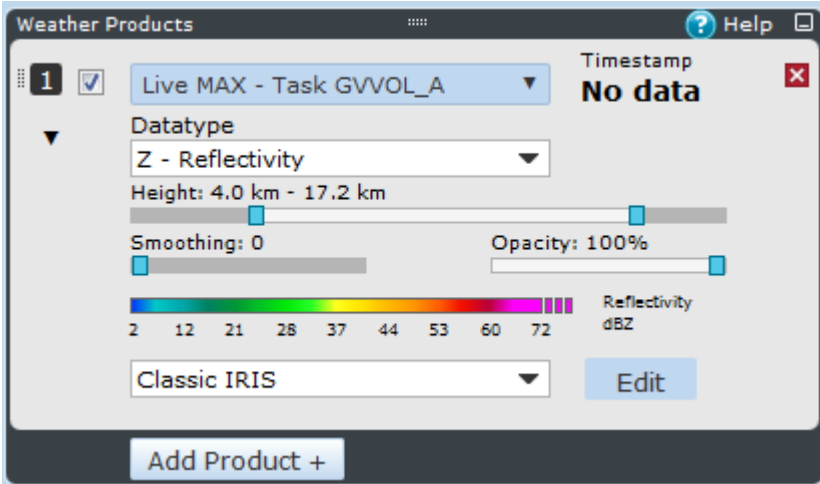 Weather Products Help
1 Live MAX - Task GVVOL_A Timestamp
No data
Datatype
Z - Reflectivity
Height: 4.0 km - 17.2 km
Smoothing: 0 Opacity: 100%
Reflectivity
dBZ
2 12 21 28 37 44 53 60 72
Classic IRIS Edit
Add Product +